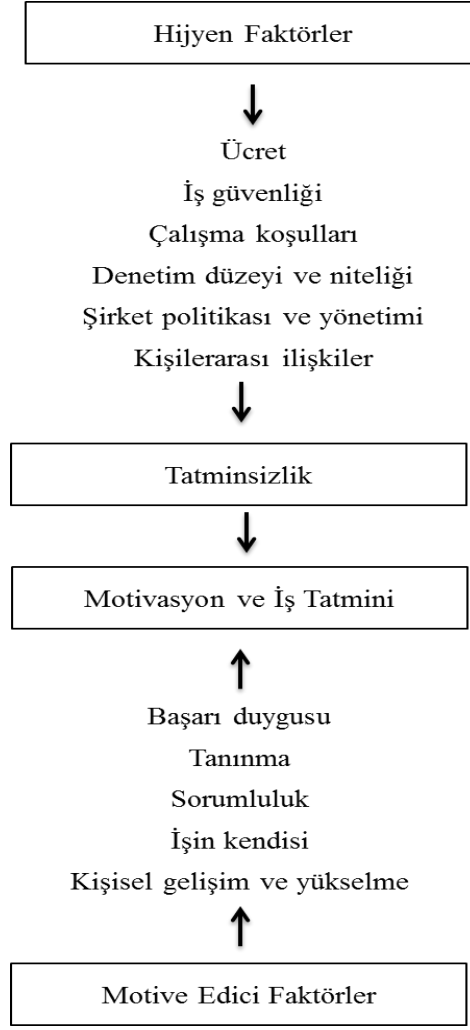 Hijyen Faktörler
Ücret
İş güvenliği
Çalışma koşulları
Denetim düzeyi ve niteliği
Şirket politikası ve yönetimi
Kişilerarası ilişkiler
Tatminsizlik
Motivasyon ve İş Tatmini
Başarı duygusu
Tanınma
Sorumluluk
İşin kendisi
Kişisel gelişim ve yükselme
Motive Edici Faktörler